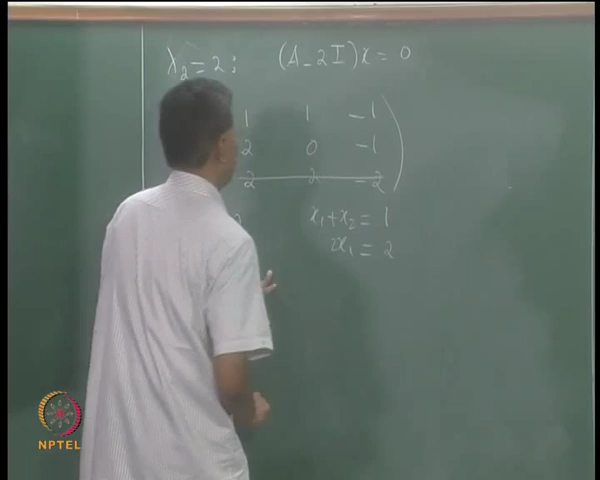 λ₂ = 2 ; (A - 2I)x = 0
1 1 -1
2 0 -1
2 2 -2
2 x₁ + x₂ = 1
2x₁ = 2
NPTEL